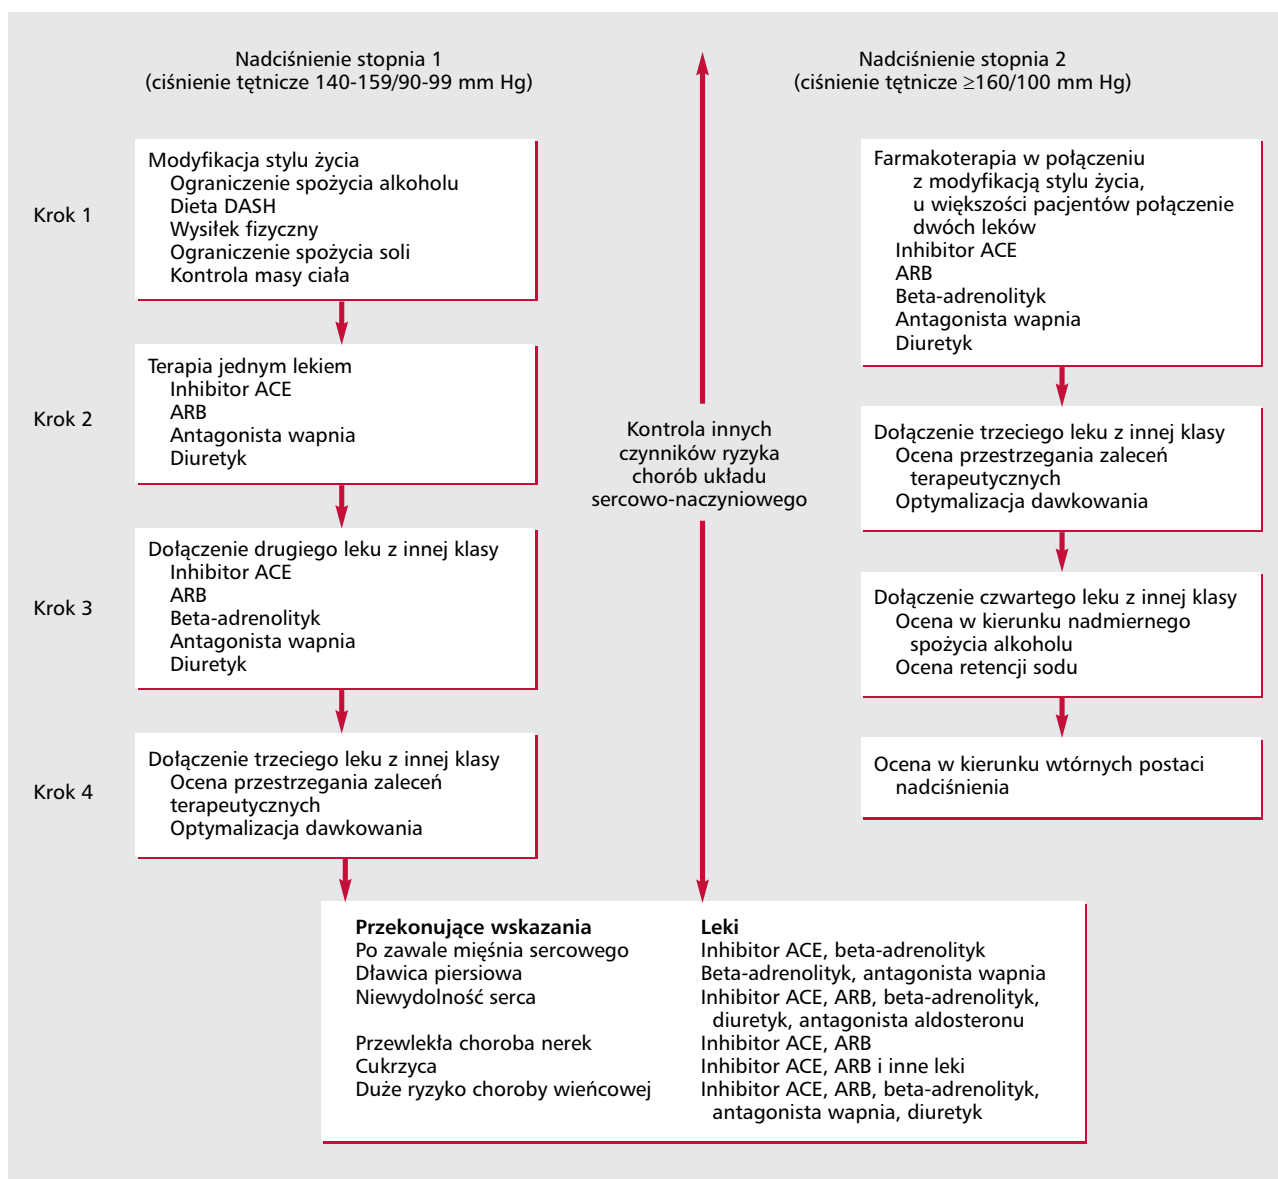 Nadciśnienie stopnia 1
(ciśnienie tętnicze 140-159/90-99 mm Hg)
Krok 1
Modyfikacja stylu życia
Ograniczenie spożycia alkoholu
Dieta DASH
Wysiłek fizyczny
Ograniczenie spożycia soli
Kontrola masy ciała
Krok 2
Terapia jednym lekiem
Inhibitor ACE
ARB
Antagonista wapnia
Diuretyk
Krok 3
Dołączenie drugiego leku z innej klasy
Inhibitor ACE
ARB
Beta-adrenolityk
Antagonista wapnia
Diuretyk
Krok 4
Dołączenie trzeciego leku z innej klasy
Ocena przestrzegania zaleceń
terapeutycznych
Optymalizacja dawkowania
Kontrola innych
czynników ryzyka
chorób układu
sercowo-naczyniowego
Nadciśnienie stopnia 2
(ciśnienie tętnicze ≥160/100 mm Hg)
Farmakoterapia w połączeniu
z modyfikacją stylu życia,
u większości pacjentów połączenie
dwóch leków
Inhibitor ACE
ARB
Beta-adrenolityk
Antagonista wapnia
Diuretyk
Dołączenie trzeciego leku z innej klasy
Ocena przestrzegania zaleceń
terapeutycznych
Optymalizacja dawkowania
Dołączenie czwartego leku z innej klasy
Ocena w kierunku nadmiernego
spożycia alkoholu
Ocena retencji sodu
Ocena w kierunku wtórnych postaci
nadciśnienia
Przekonujące wskazania Leki
Po zawale mięśnia sercowego Inhibitor ACE, beta-adrenolityk
Dławica piersiowa Beta-adrenolityk, antagonista wapnia
Niewydolność serca Inhibitor ACE, ARB, beta-adrenolityk,
diuretyk, antagonista aldosteronu
Przewlekła choroba nerek Inhibitor ACE, ARB
Cukrzyca Inhibitor ACE, ARB i inne leki
Duże ryzyko choroby wieńcowej Inhibitor ACE, ARB, beta-adrenolityk,
antagonista wapnia, diuretyk